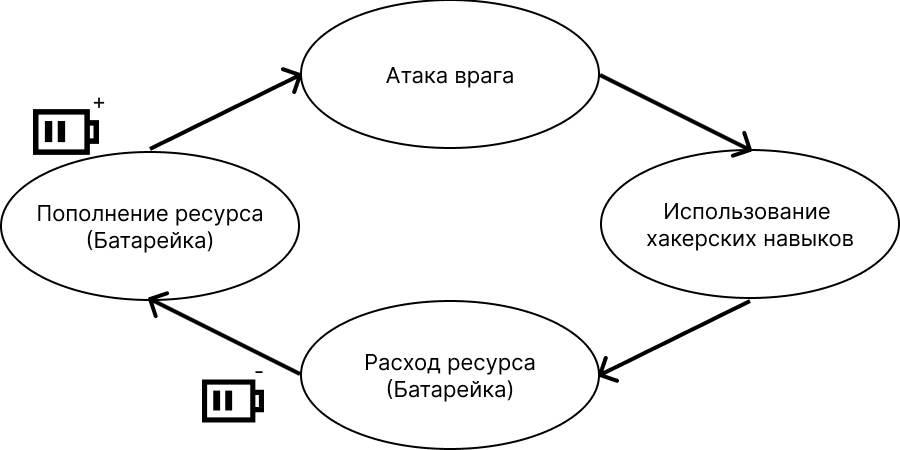 Атака врага
+
Пополнение ресурса
(Батарейка)
Использование
хакерских навыков
Расход ресурса
(Батарейка)
-